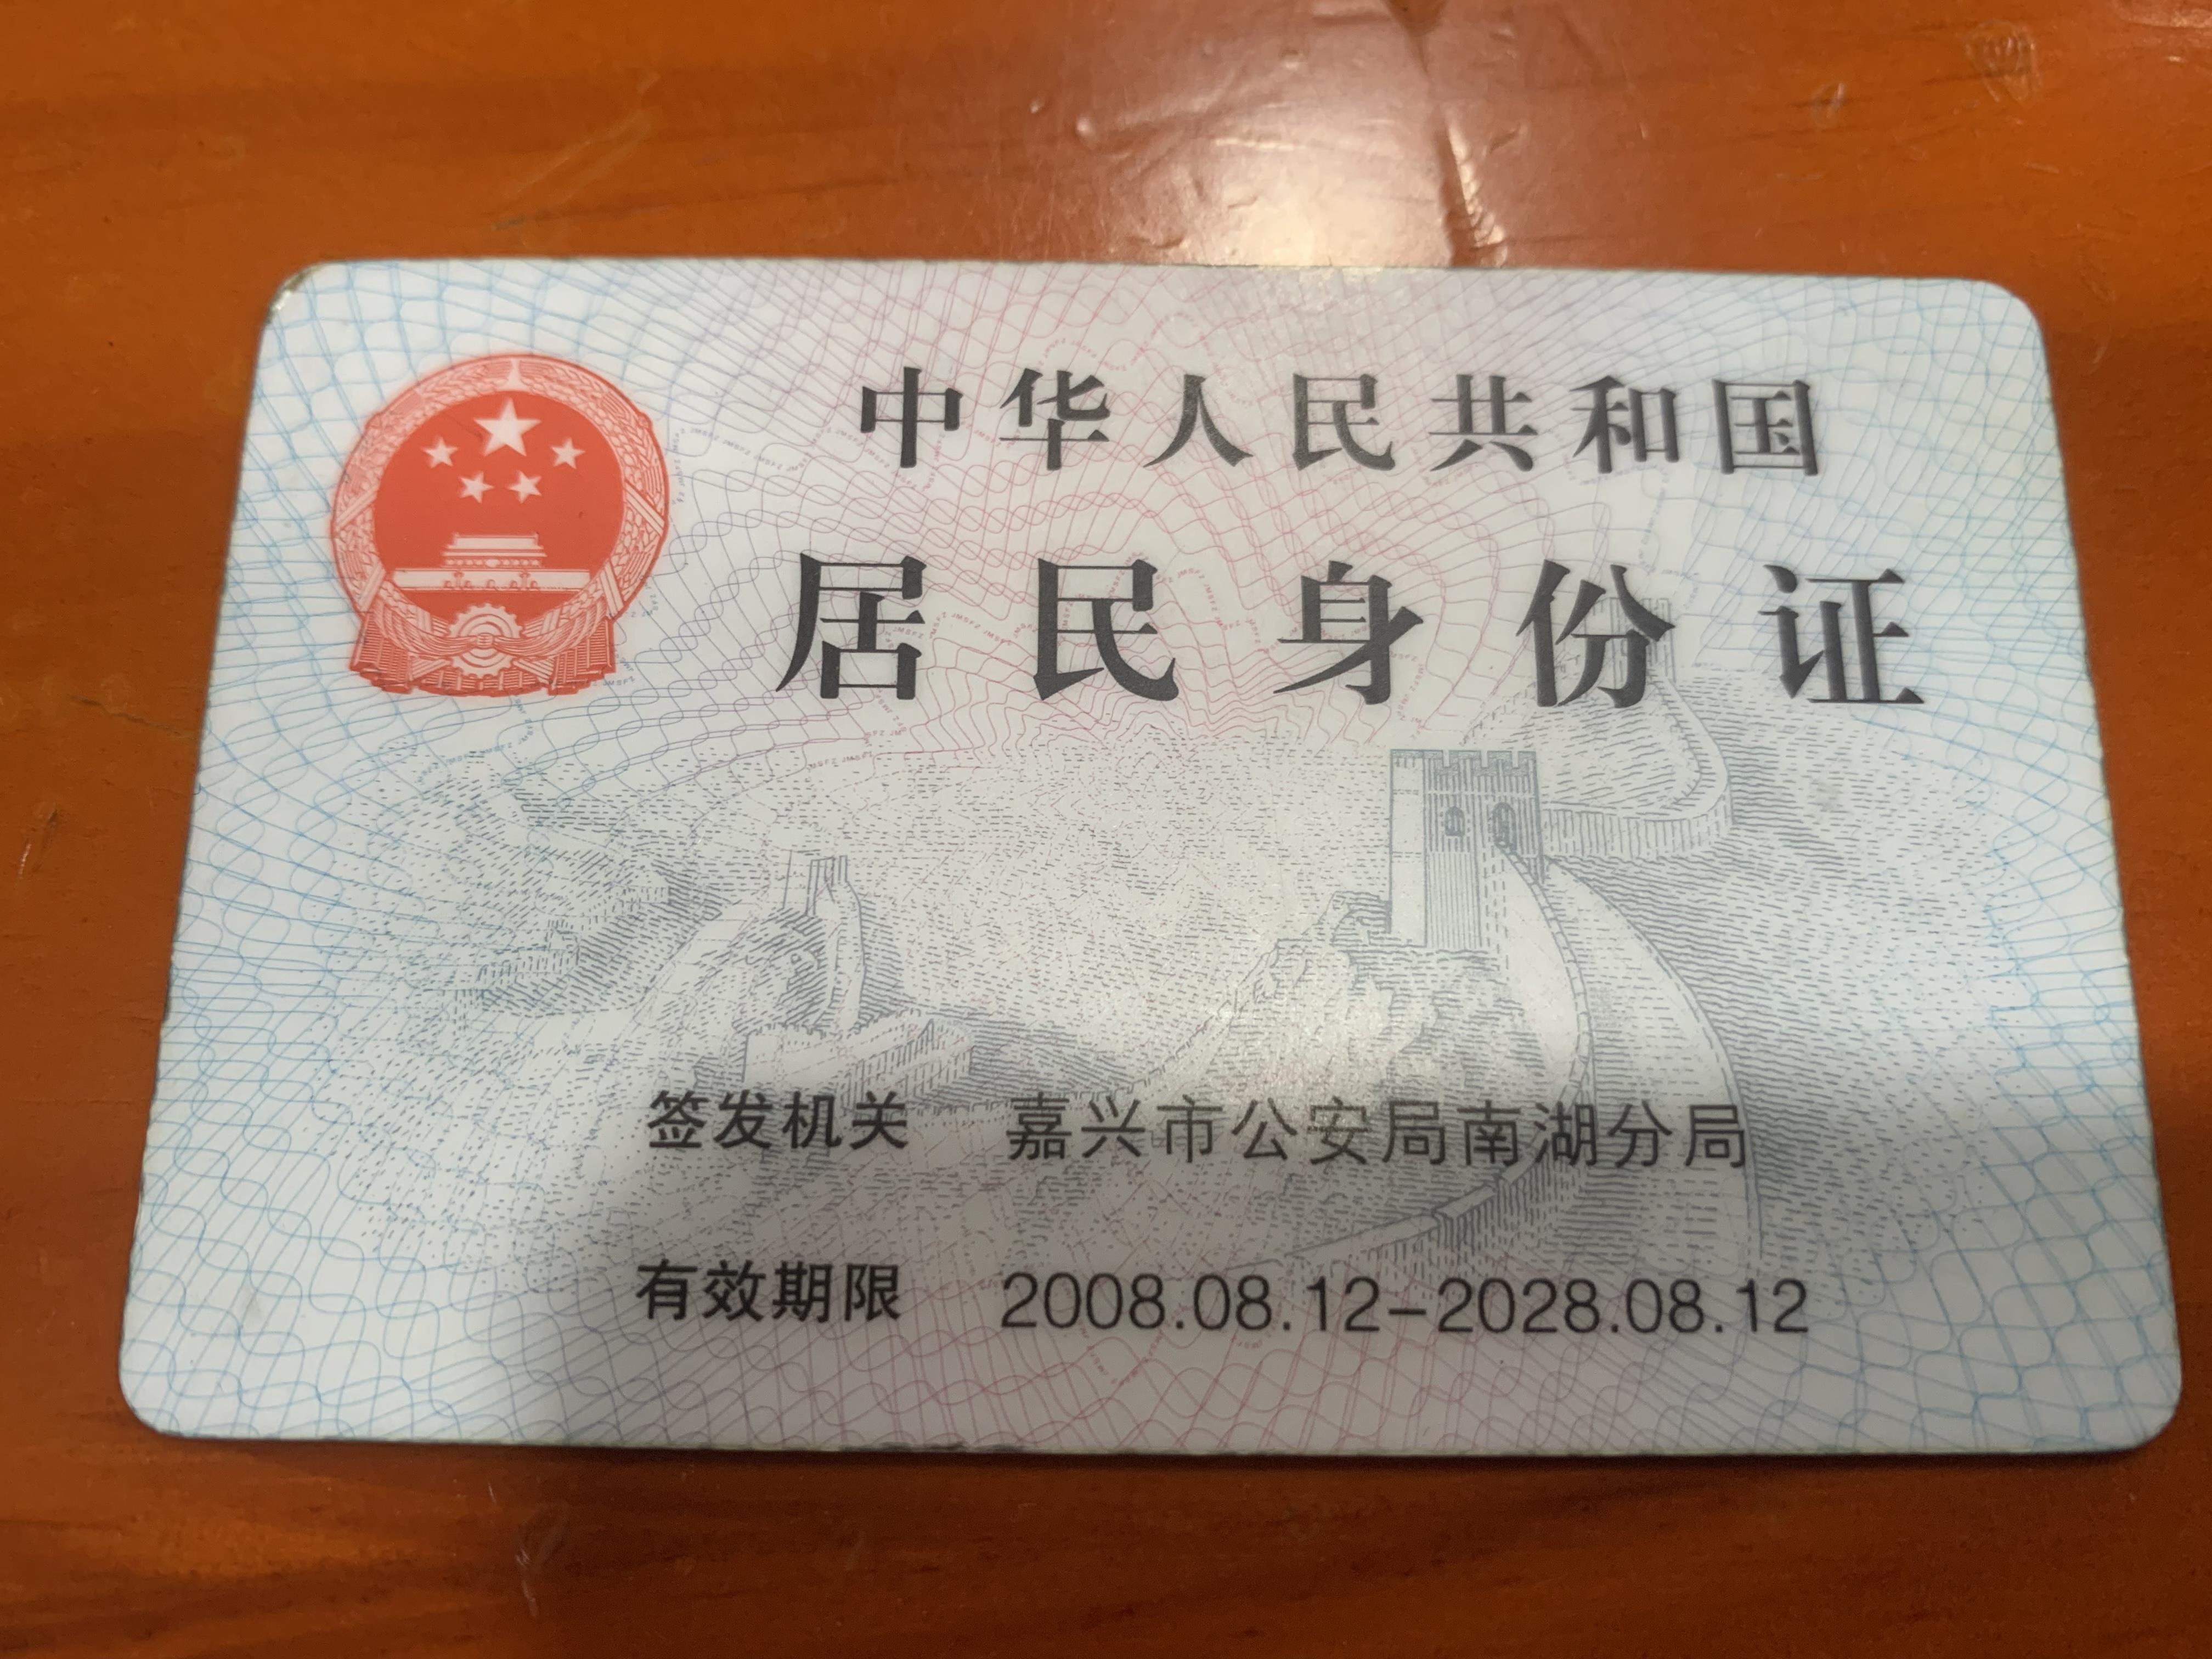 中华人民共和国
居民身份证
签发机关 嘉兴市公安局南湖分局
有效期限 2008.08.12-2028.08.12